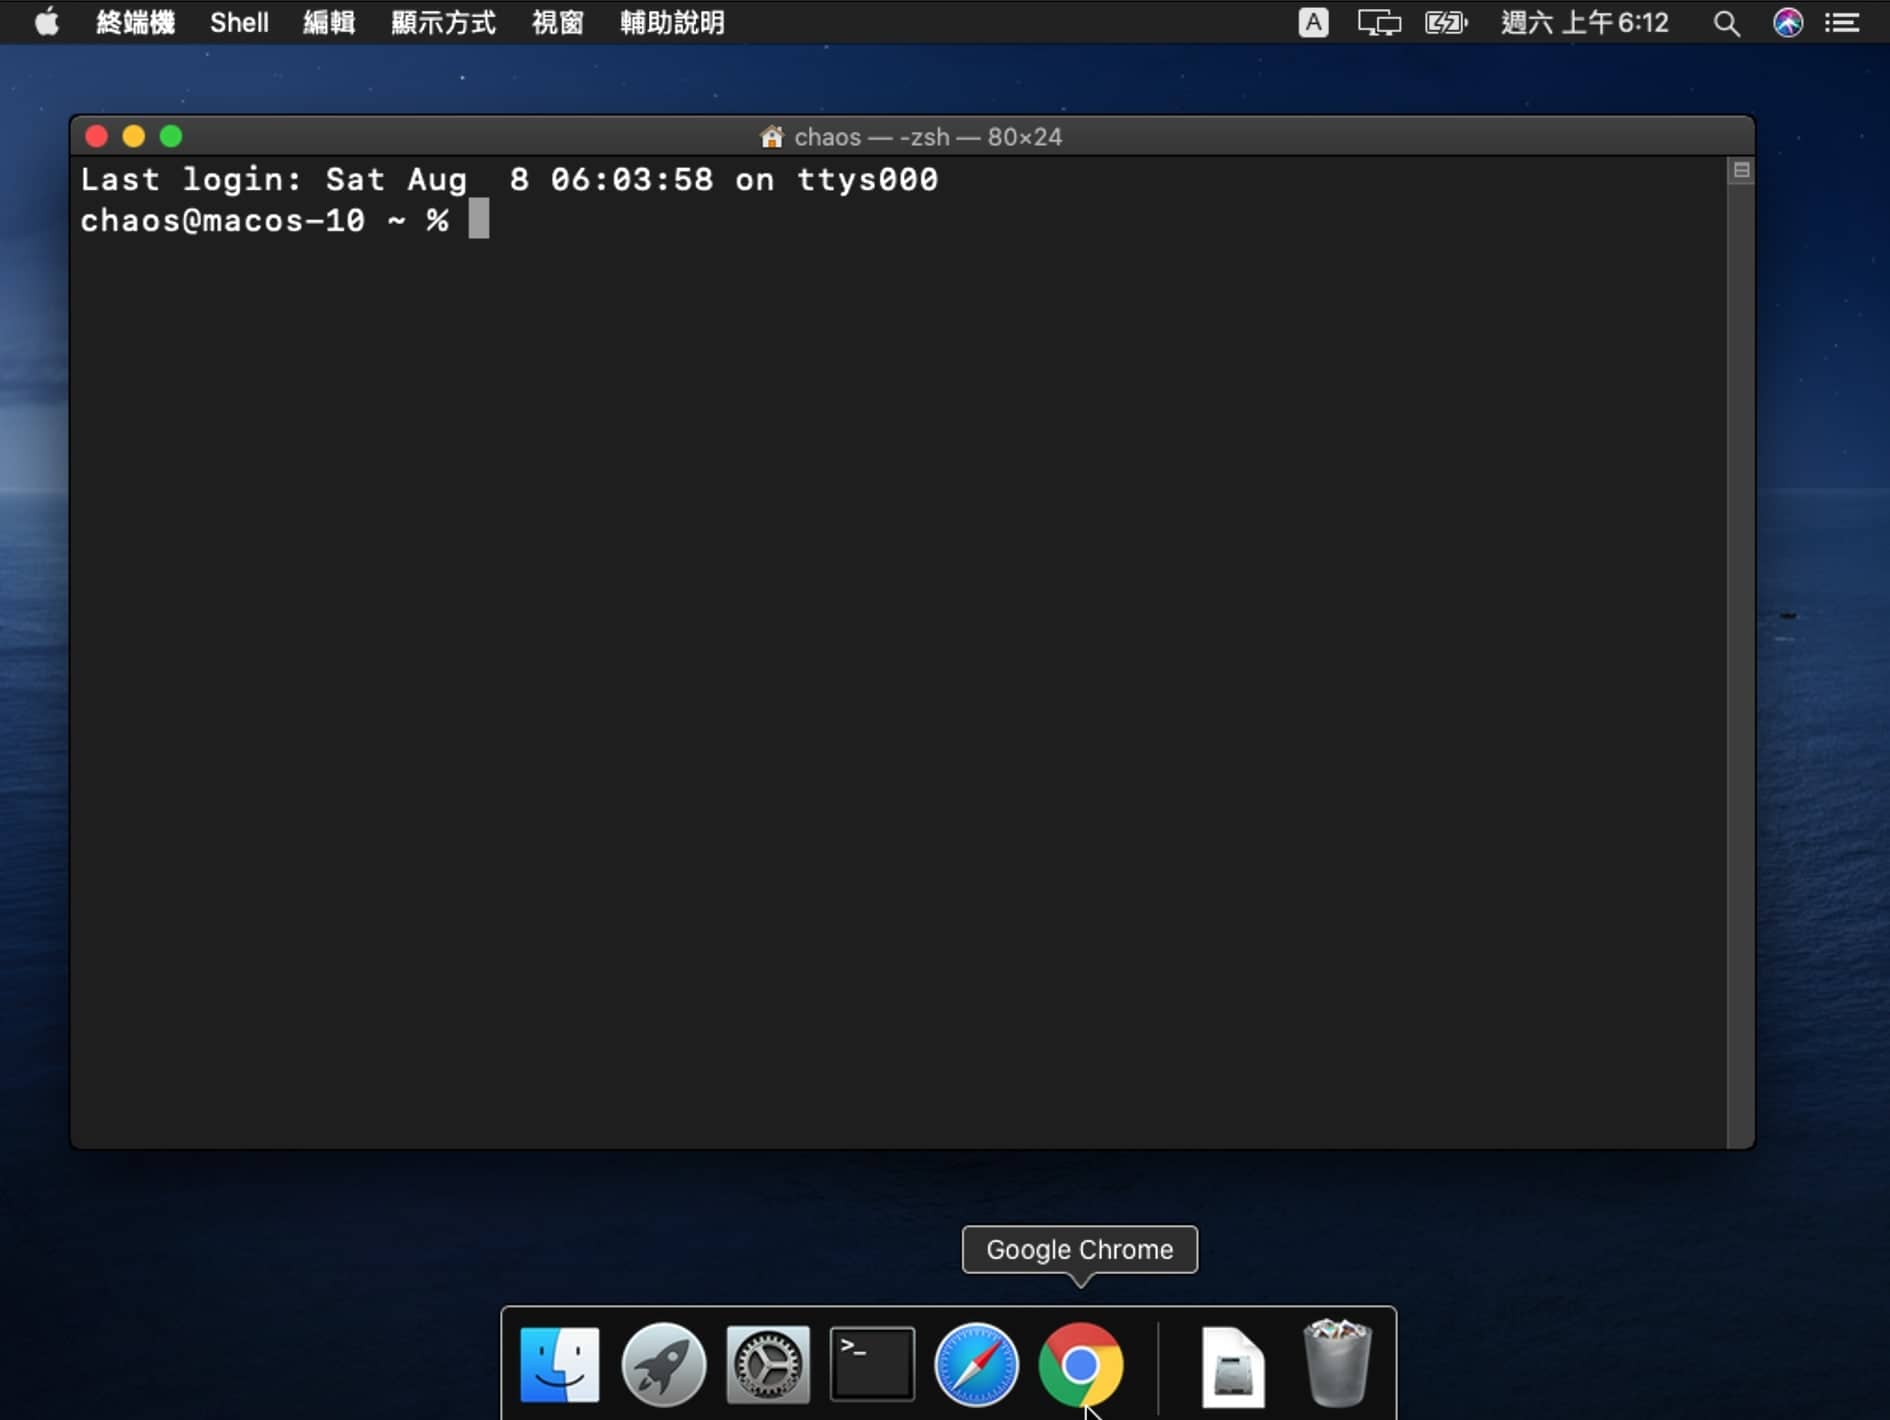 終端機 Shell 編輯 顯示方式 視窗 輔助說明 A 週六 上午6:12
chaos — -zsh — 80×24
Last login: Sat Aug  8 06:03:58 on ttys000
chaos@macos-10 ~ %
Google Chrome
>_